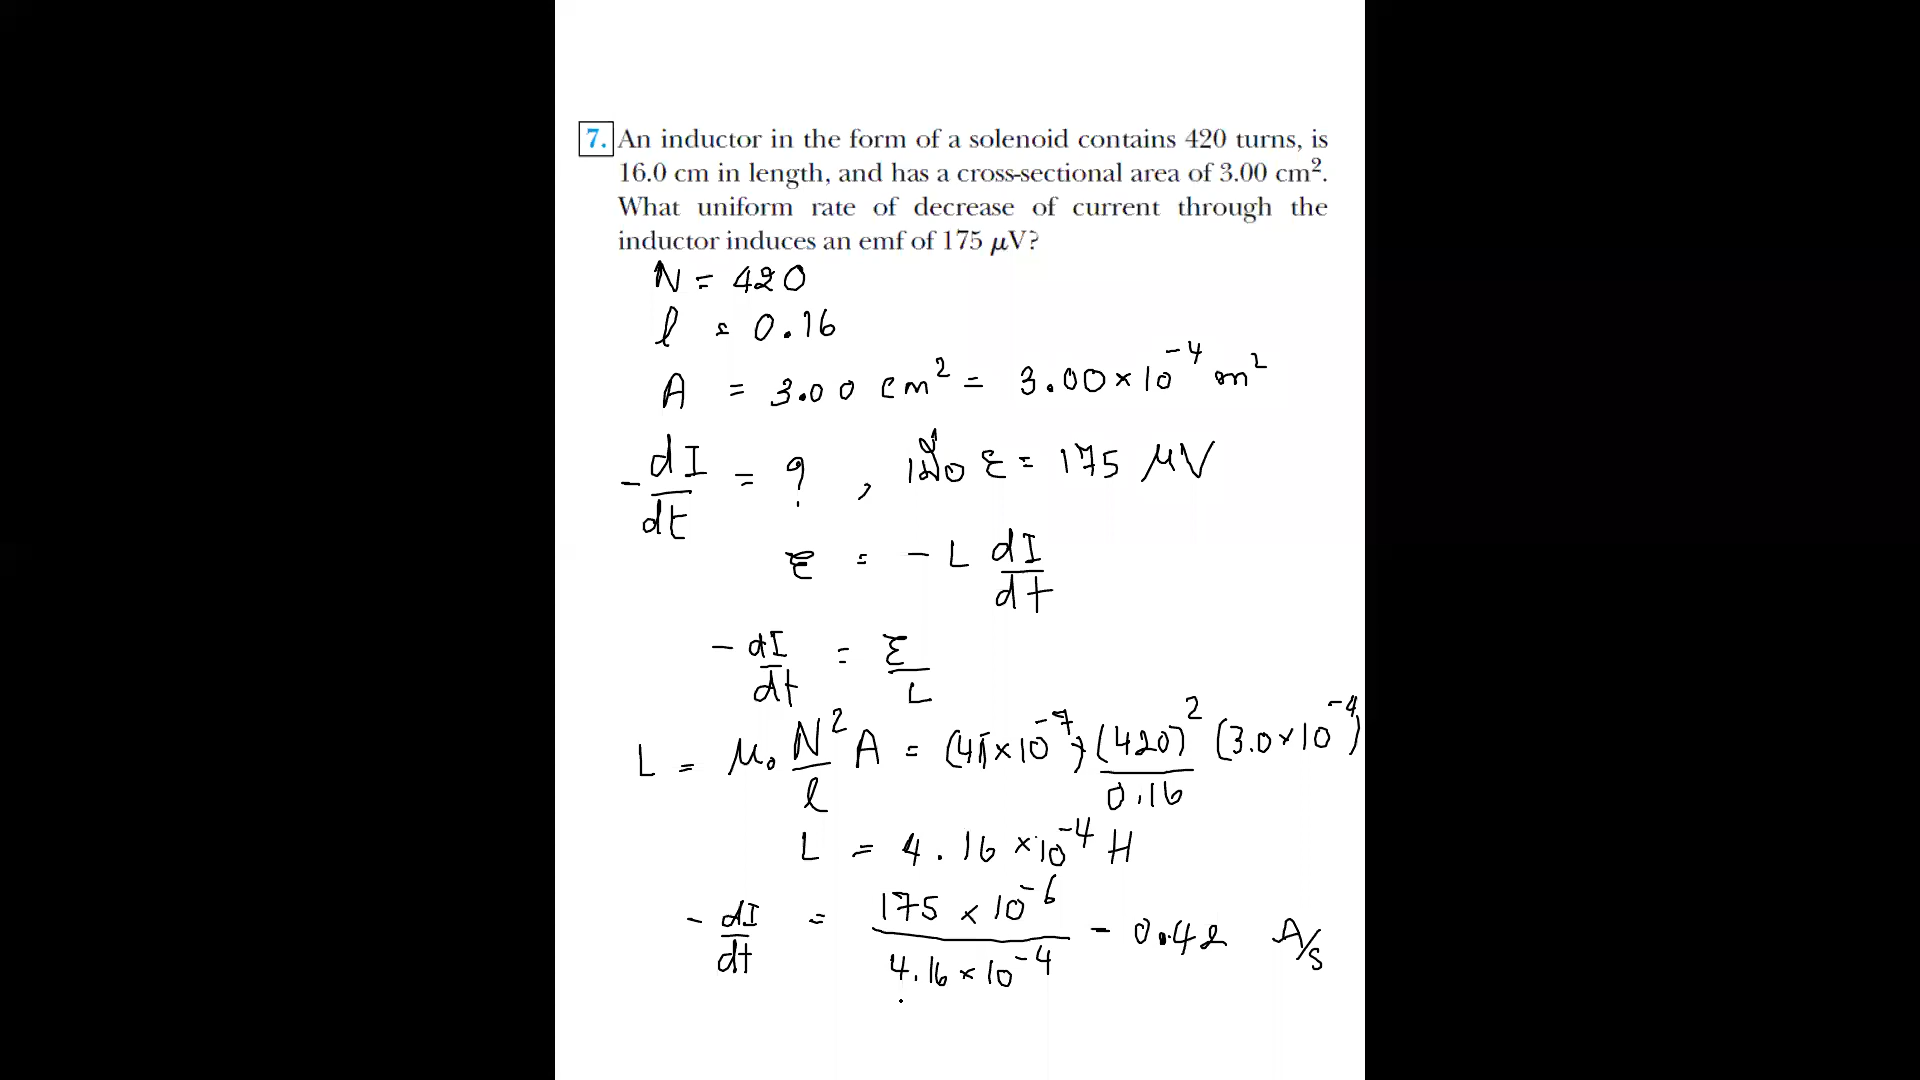 7. An inductor in the form of a solenoid contains 420 turns, is
16.0 cm in length, and has a cross-sectional area of 3.00 cm².
What uniform rate of decrease of current through the
inductor induces an emf of 175 μV?
N = 420
l = 0.16
A = 3.00 cm² = 3.00×10⁻⁴ m²
-dI/dt = ? , เมื่อ ε = 175 μV
ε = - L dI/dt
- dI/dt = ε/L
L = μ₀ N²/l A = (4π×10⁻⁷) (420)²/0.16 (3.0×10⁻⁴)
L = 4.16 ×10⁻⁴ H
- dI/dt = 175 × 10⁻⁶ / 4.16 × 10⁻⁴ = 0.42 A/s